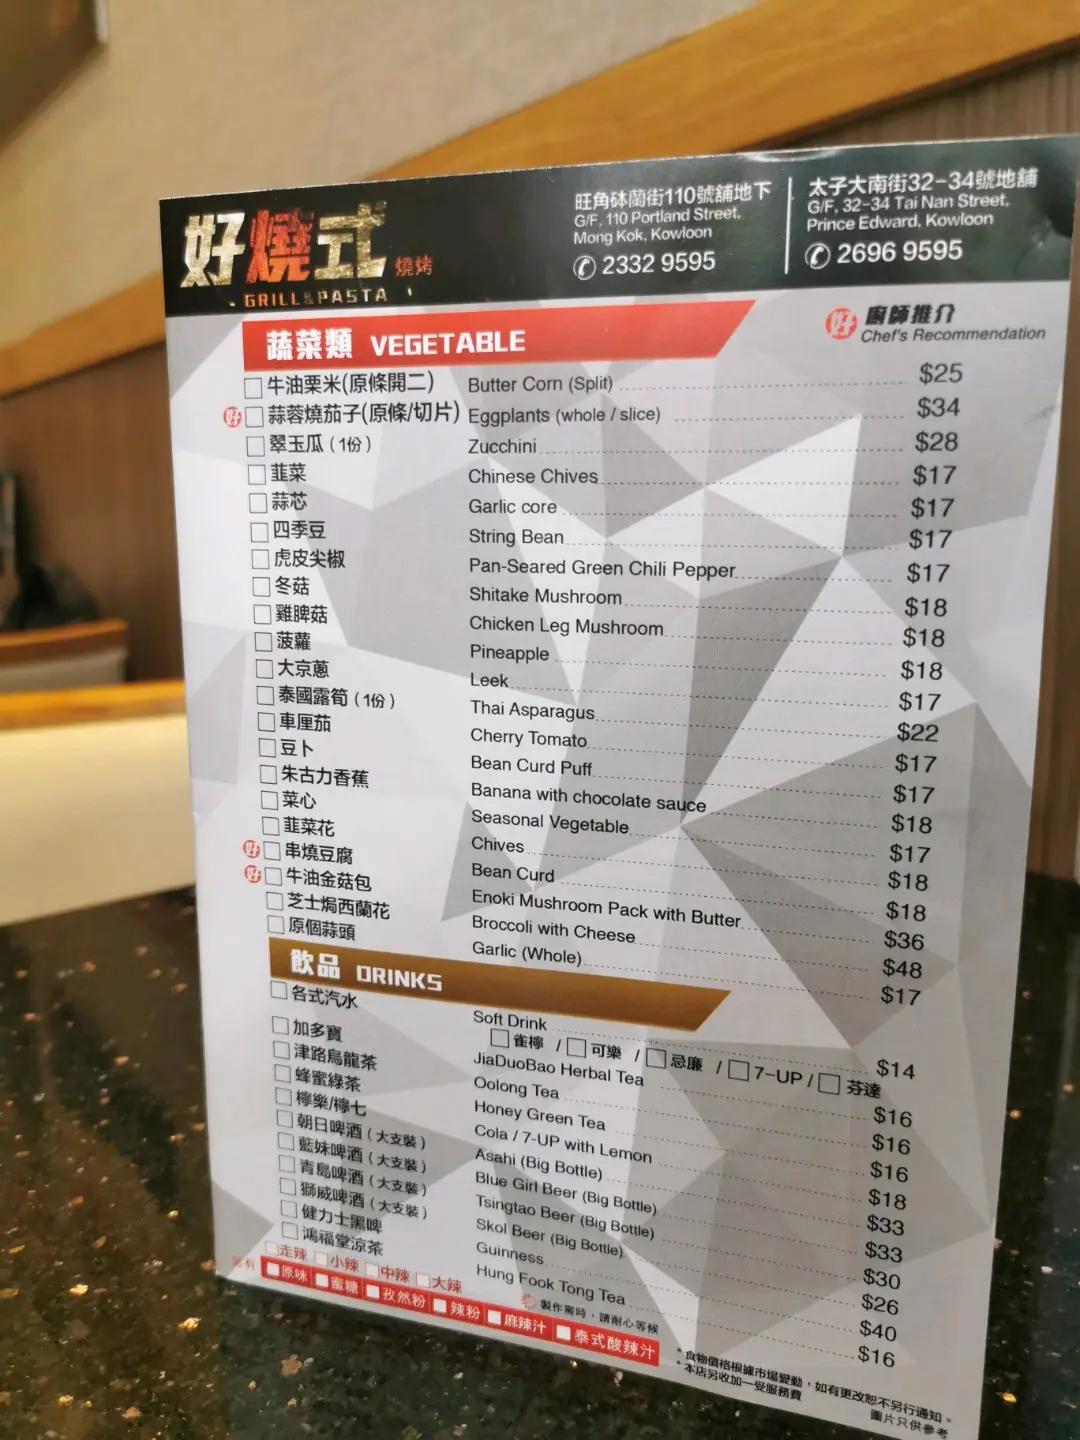 好燒式 燒烤
GRILL&PASTA
旺角砵蘭街110號舖地下
G/F, 110 Portland Street,
Mong Kok, Kowloon
2332 9595
太子大南街32-34號地舖
G/F, 32-34 Tai Nan Street,
Prince Edward, Kowloon
2696 9595
蔬菜類 VEGETABLE
好 廚師推介
Chef's Recommendation
牛油粟米(原條開二) Butter Corn (Split) $25
好 蒜蓉燒茄子(原條/切片) Eggplants (whole / slice) $34
翠玉瓜(1份) Zucchini $28
韮菜 Chinese Chives $17
蒜芯 Garlic core $17
四季豆 String Bean $17
虎皮尖椒 Pan-Seared Green Chili Pepper $17
冬菇 Shitake Mushroom $18
雞脾菇 Chicken Leg Mushroom $18
菠蘿 Pineapple $18
大京蔥 Leek $17
泰國露筍(1份) Thai Asparagus $22
車厘茄 Cherry Tomato $17
豆卜 Bean Curd Puff $17
朱古力香蕉 Banana with chocolate sauce $18
菜心 Seasonal Vegetable $17
韮菜花 Chives $18
好 串燒豆腐 Bean Curd $18
好 牛油金菇包 Enoki Mushroom Pack with Butter $36
芝士焗西蘭花 Broccoli with Cheese $48
原個蒜頭 Garlic (Whole) $17
飲品 DRINKS
各式汽水 Soft Drink $14
雀檸 / 可樂 / 忌廉 / 7-UP / 芬達
加多寶 JiaDuoBao Herbal Tea $16
津路烏龍茶 Oolong Tea $16
蜂蜜綠茶 Honey Green Tea $16
檸樂/檸七 Cola / 7-UP with Lemon $18
朝日啤酒(大支裝) Asahi (Big Bottle) $33
藍妹啤酒(大支裝) Blue Girl Beer (Big Bottle) $33
青島啤酒(大支裝) Tsingtao Beer (Big Bottle) $30
獅威啤酒(大支裝) Skol Beer (Big Bottle) $26
健力士黑啤 Guinness $40
鴻福堂涼茶 Hung Fook Tong Tea $16
走辣 小辣 中辣 大辣
原味 蜜糖 孜然粉 辣粉 麻辣汁 泰式酸辣汁
製作需時，請耐心等候
*食物價格根據市場變動，如有更改恕不另行通知。
*本店另收加一受服務費
圖片只供參考